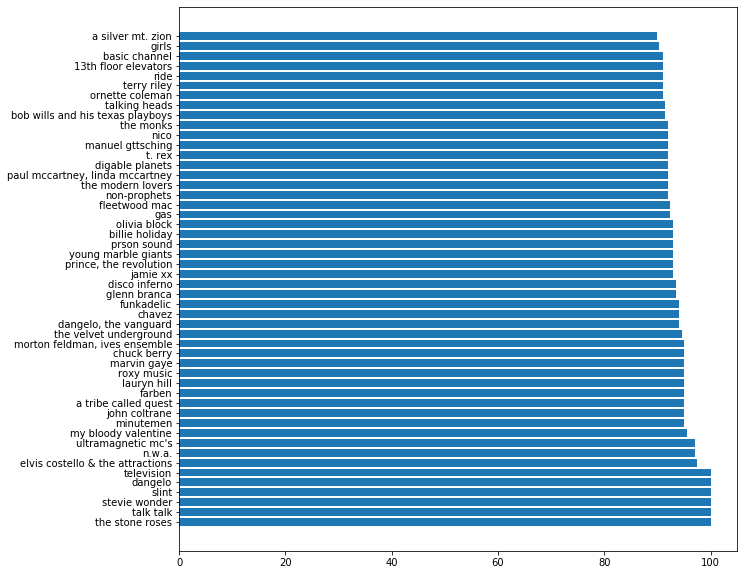 a silver mt. zion
girls
basic channel
13th floor elevators
ride
terry riley
ornette coleman
talking heads
bob wills and his texas playboys
the monks
nico
manuel gttsching
t. rex
digable planets
paul mccartney, linda mccartney
the modern lovers
non-prophets
fleetwood mac
gas
olivia block
billie holiday
prson sound
young marble giants
prince, the revolution
jamie xx
disco inferno
glenn branca
funkadelic
chavez
dangelo, the vanguard
the velvet underground
morton feldman, ives ensemble
chuck berry
marvin gaye
roxy music
lauryn hill
farben
a tribe called quest
john coltrane
minutemen
my bloody valentine
ultramagnetic mc's
n.w.a.
elvis costello & the attractions
television
dangelo
slint
stevie wonder
talk talk
the stone roses
0 20 40 60 80 100